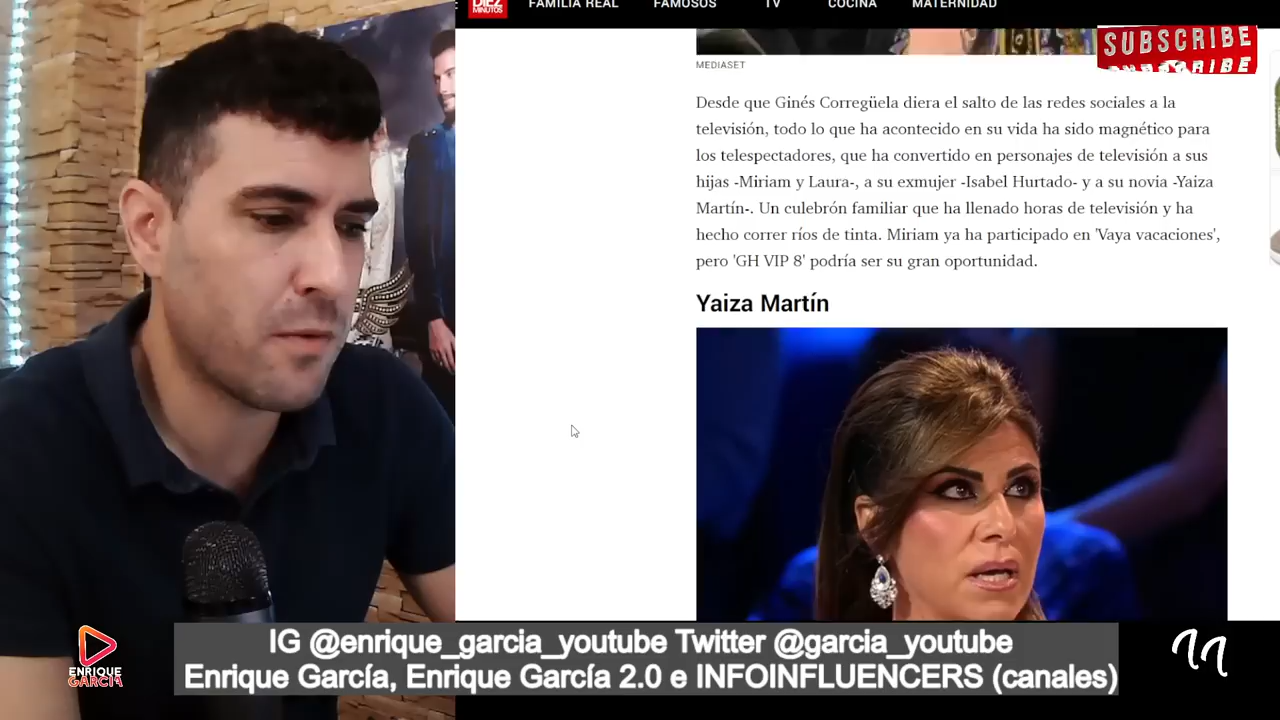 DIEZ
MINUTOS
FAMILIA REAL FAMOSOS TV COCINA MATERNIDAD
SUBSCRIBE
MEDIASET
Desde que Ginés Corregüela diera el salto de las redes sociales a la
televisión, todo lo que ha acontecido en su vida ha sido magnético para
los telespectadores, que ha convertido en personajes de televisión a sus
hijas -Miriam y Laura-, a su exmujer -Isabel Hurtado- y a su novia -Yaiza
Martín-. Un culebrón familiar que ha llenado horas de televisión y ha
hecho correr ríos de tinta. Miriam ya ha participado en 'Vaya vacaciones',
pero 'GH VIP 8' podría ser su gran oportunidad.
Yaiza Martín
IG @enrique_garcia_youtube Twitter @garcia_youtube
Enrique García, Enrique García 2.0 e INFOINFLUENCERS (canales)
ENRIQUE
GARCÍA